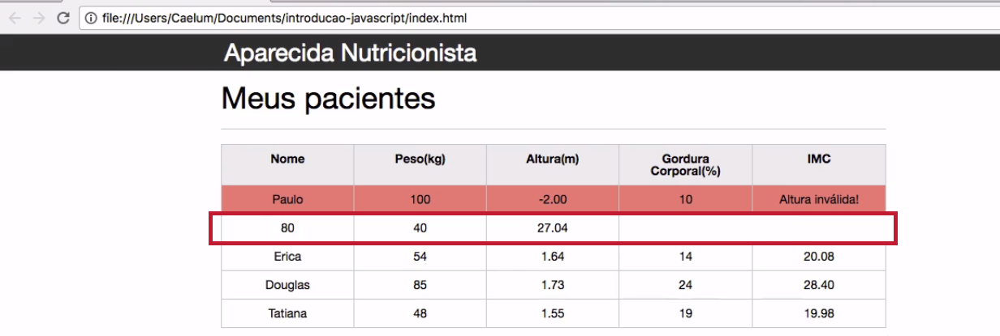 file:///Users/Caelum/Documents/introducao-javascript/index.html
Aparecida Nutricionista
Meus pacientes
Nome Peso(kg) Altura(m) Gordura Corporal(%) IMC
Paulo 100 -2.00 10 Altura inválida!
80 40 27.04
Erica 54 1.64 14 20.08
Douglas 85 1.73 24 28.40
Tatiana 48 1.55 19 19.98